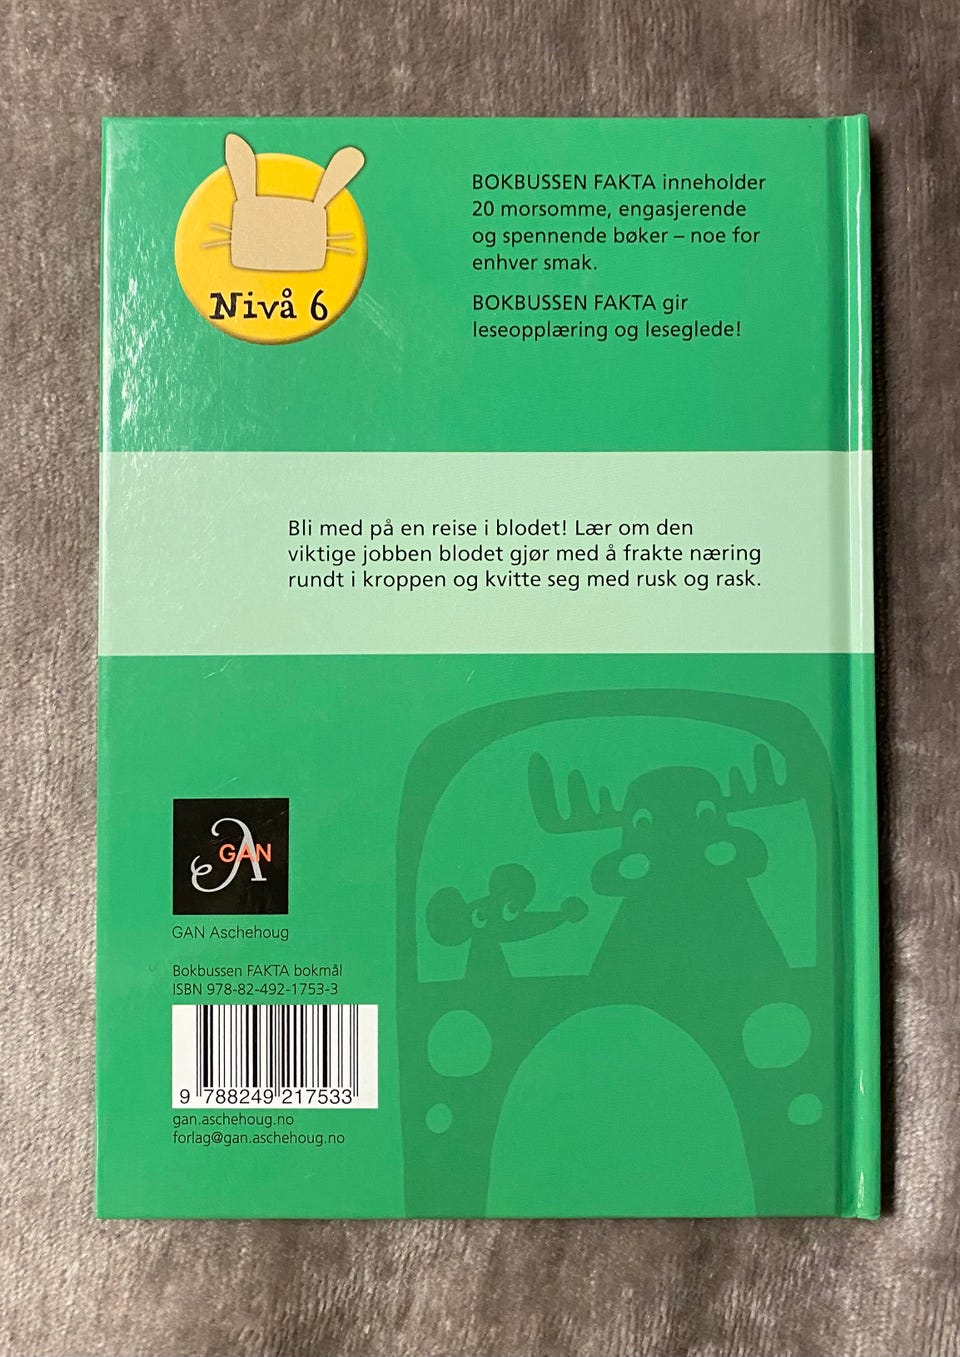 Nivå 6
BOKBUSSEN FAKTA inneholder
20 morsomme, engasjerende
og spennende bøker – noe for
enhver smak.
BOKBUSSEN FAKTA gir
leseopplæring og leseglede!
Bli med på en reise i blodet! Lær om den
viktige jobben blodet gjør med å frakte næring
rundt i kroppen og kvitte seg med rusk og rask.
A
GAN
GAN Aschehoug
Bokbussen FAKTA bokmål
ISBN 978-82-492-1753-3
9 788249 217533
gan.aschehoug.no
forlag@gan.aschehoug.no